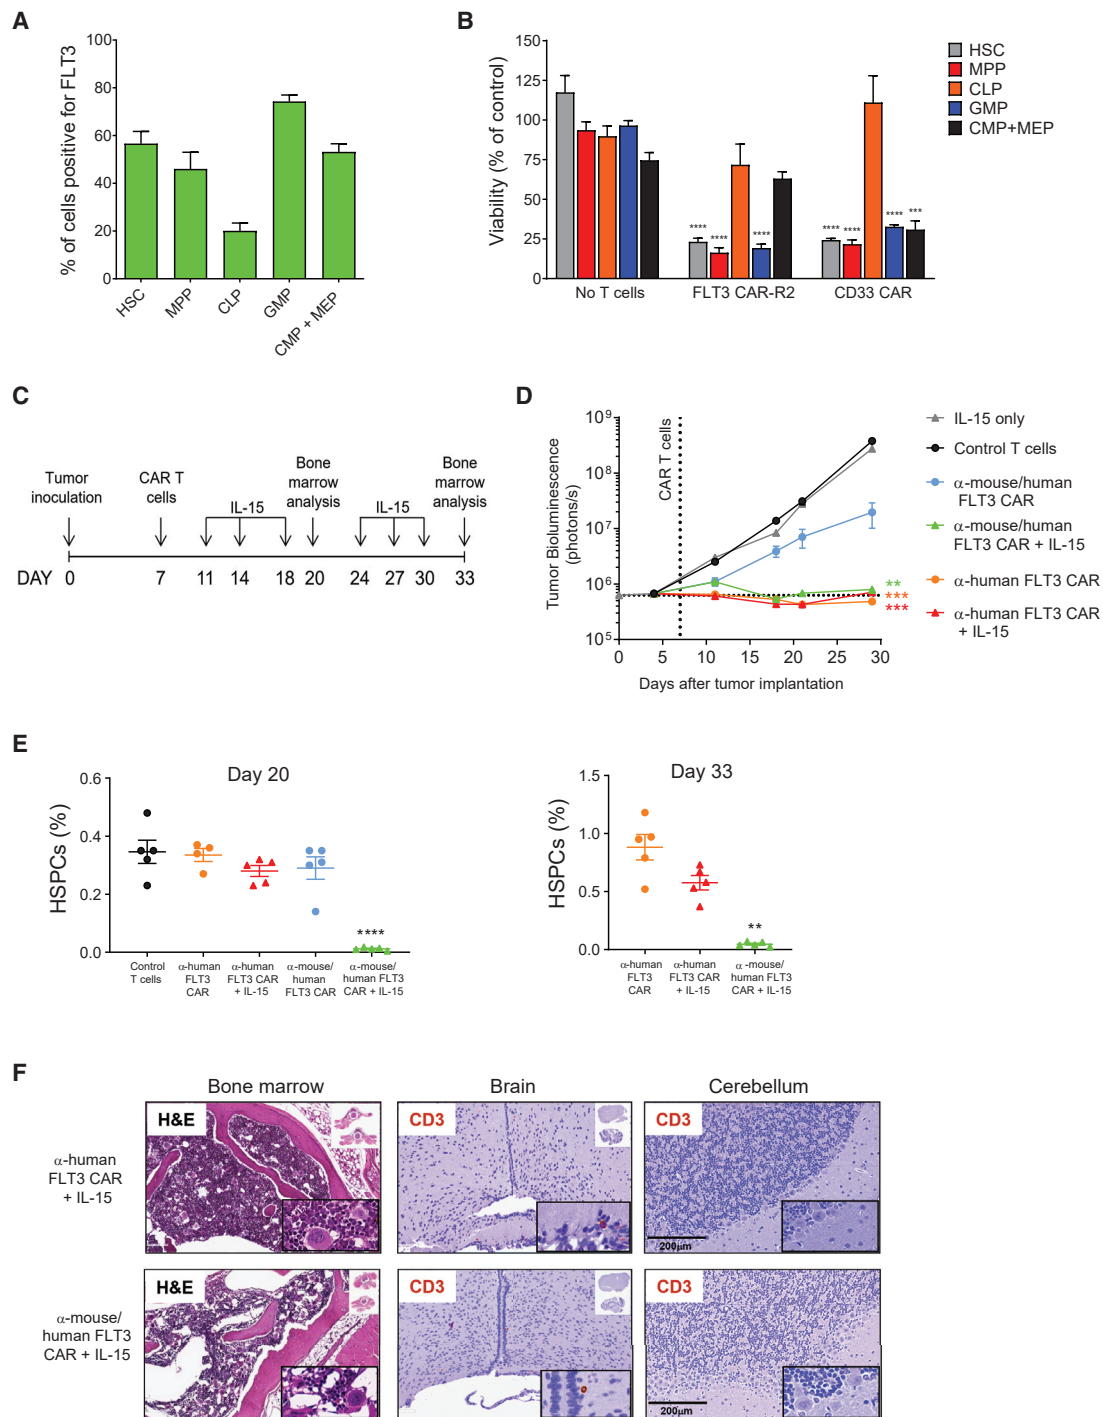 A
% of cells positive for FLT3
100
80
60
40
20
0
HSC
MPP
CLP
GMP
CMP + MEP
B
Viability (% of control)
150
125
100
75
50
25
0
****
****
****
****
****
****
***
No T cells
FLT3 CAR-R2
CD33 CAR
HSC
MPP
CLP
GMP
CMP+MEP
C
Tumor
inoculation
CAR T
cells
IL-15
Bone
marrow
analysis
IL-15
Bone
marrow
analysis
DAY 0 7 11 14 18 20 24 27 30 33
D
Tumor Bioluminescence
(photons/s)
10⁹
10⁸
10⁷
10⁶
10⁵
CAR T cells
**
***
***
0 5 10 15 20 25 30
Days after tumor implantation
IL-15 only
Control T cells
α-mouse/human
FLT3 CAR
α-mouse/human
FLT3 CAR + IL-15
α-human FLT3 CAR
α-human FLT3 CAR
+ IL-15
E
Day 20
HSPCs (%)
0.6
0.4
0.2
0.0
****
Control
T cells
α-human
FLT3
CAR
α-human
FLT3 CAR
+ IL-15
α-mouse/
human
FLT3 CAR
α-mouse/
human FLT3
CAR + IL-15
Day 33
HSPCs (%)
1.5
1.0
0.5
0.0
**
α-human
FLT3
CAR
α-human
FLT3 CAR
+ IL-15
α-mouse/
human FLT3
CAR + IL-15
F
Bone marrow
Brain
Cerebellum
α-human
FLT3 CAR
+ IL-15
H&E
CD3
CD3
200µm
α-mouse/
human FLT3
CAR + IL-15
H&E
CD3
CD3
200µm